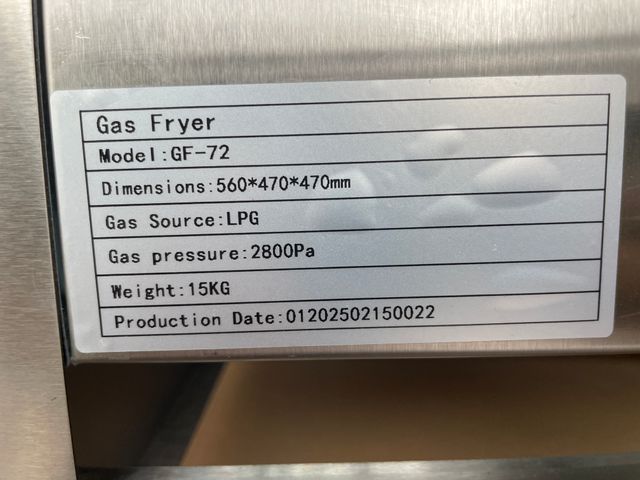 Gas Fryer
Model:GF-72
Dimensions:560*470*470mm
Gas Source:LPG
Gas pressure:2800Pa
Weight:15KG
Production Date:01202502150022